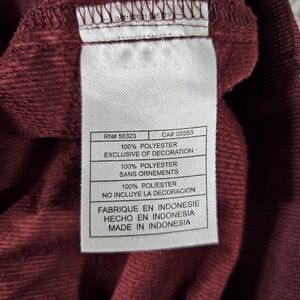 RN# 56323 CA# 05553
100% POLYESTER
EXCLUSIVE OF DECORATION
100% POLYESTER
SANS ORNEMENTS
100% POLIESTER
NO INCLUYE LA DECORACION
FABRIQUE EN INDONESIE
HECHO EN INDONESIA
MADE IN INDONESIA